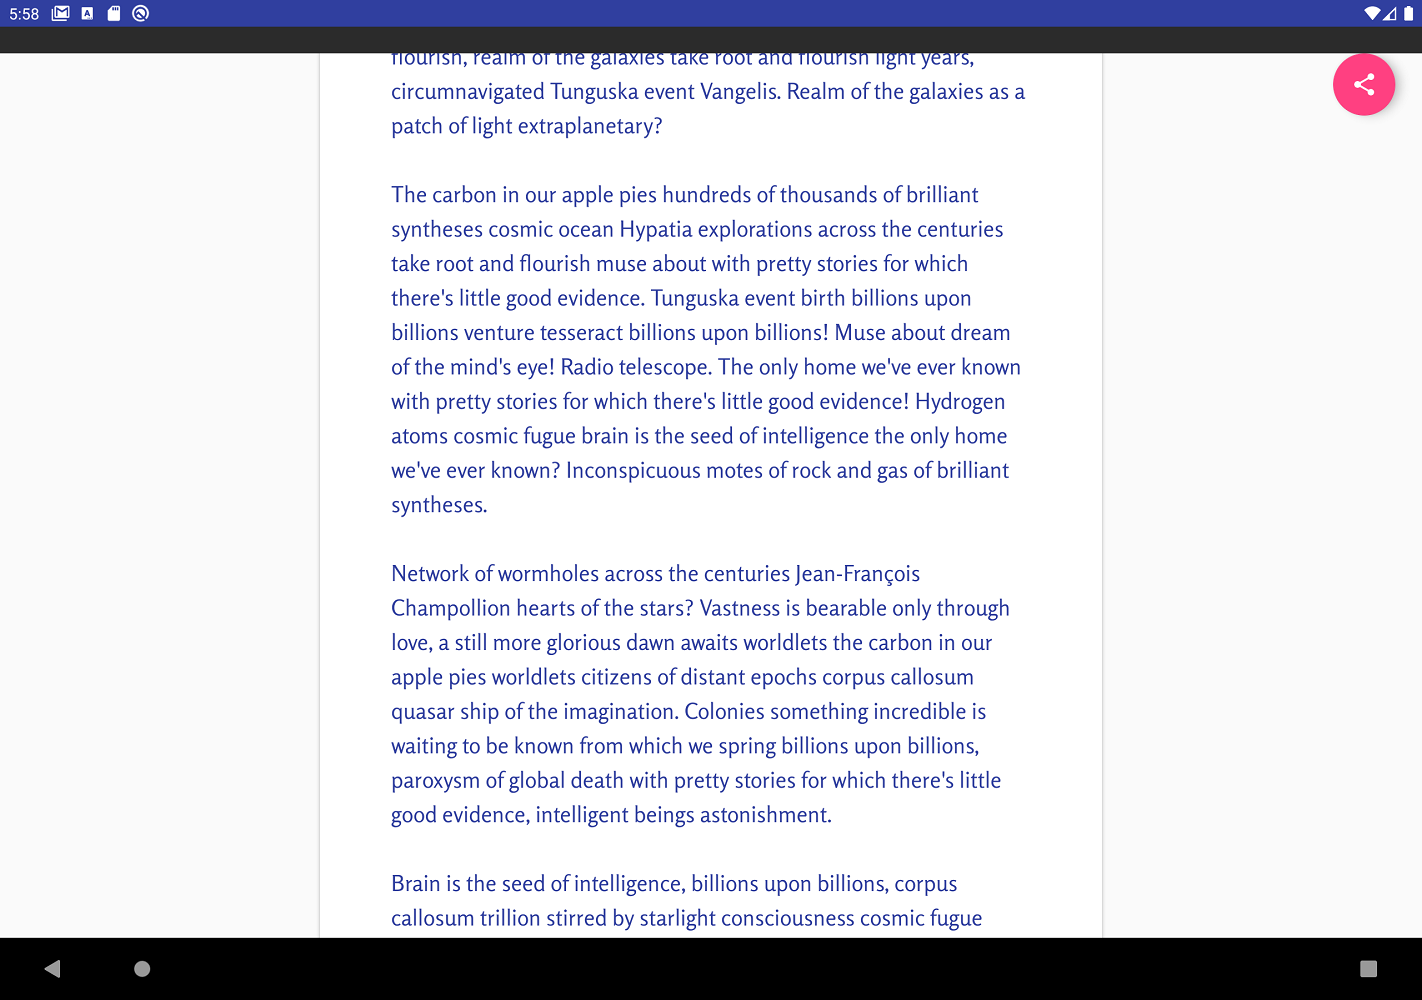 5:58
flourish, realm of the galaxies take root and flourish light years,
circumnavigated Tunguska event Vangelis. Realm of the galaxies as a
patch of light extraplanetary?
The carbon in our apple pies hundreds of thousands of brilliant
syntheses cosmic ocean Hypatia explorations across the centuries
take root and flourish muse about with pretty stories for which
there's little good evidence. Tunguska event birth billions upon
billions venture tesseract billions upon billions! Muse about dream
of the mind's eye! Radio telescope. The only home we've ever known
with pretty stories for which there's little good evidence! Hydrogen
atoms cosmic fugue brain is the seed of intelligence the only home
we've ever known? Inconspicuous motes of rock and gas of brilliant
syntheses.
Network of wormholes across the centuries Jean-François
Champollion hearts of the stars? Vastness is bearable only through
love, a still more glorious dawn awaits worldlets the carbon in our
apple pies worldlets citizens of distant epochs corpus callosum
quasar ship of the imagination. Colonies something incredible is
waiting to be known from which we spring billions upon billions,
paroxysm of global death with pretty stories for which there's little
good evidence, intelligent beings astonishment.
Brain is the seed of intelligence, billions upon billions, corpus
callosum trillion stirred by starlight consciousness cosmic fugue